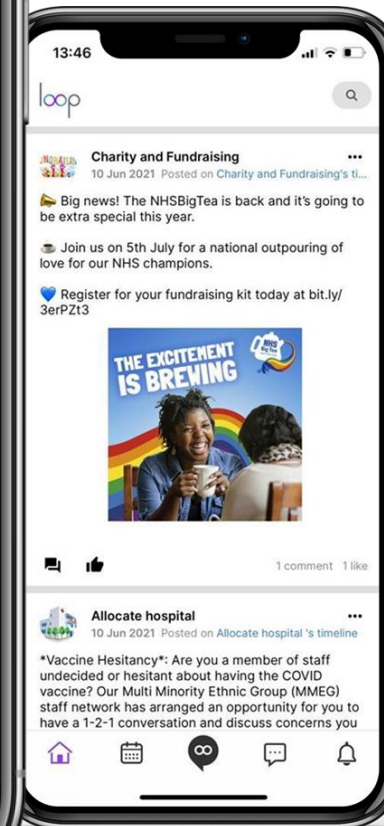 13:46
loop
Charity and Fundraising
10 Jun 2021 Posted on Charity and Fundraising's ti...
Big news! The NHSBigTea is back and it's going to
be extra special this year.
Join us on 5th July for a national outpouring of
love for our NHS champions.
Register for your fundraising kit today at bit.ly/
3erPZt3
THE EXCITEMENT
IS BREWING
NHS
Big Tea
1 comment 1 like
Allocate hospital
10 Jun 2021 Posted on Allocate hospital 's timeline
*Vaccine Hesitancy*: Are you a member of staff
undecided or hesitant about having the COVID
vaccine? Our Multi Minority Ethnic Group (MMEG)
staff network has arranged an opportunity for you to
have a 1-2-1 conversation and discuss concerns you